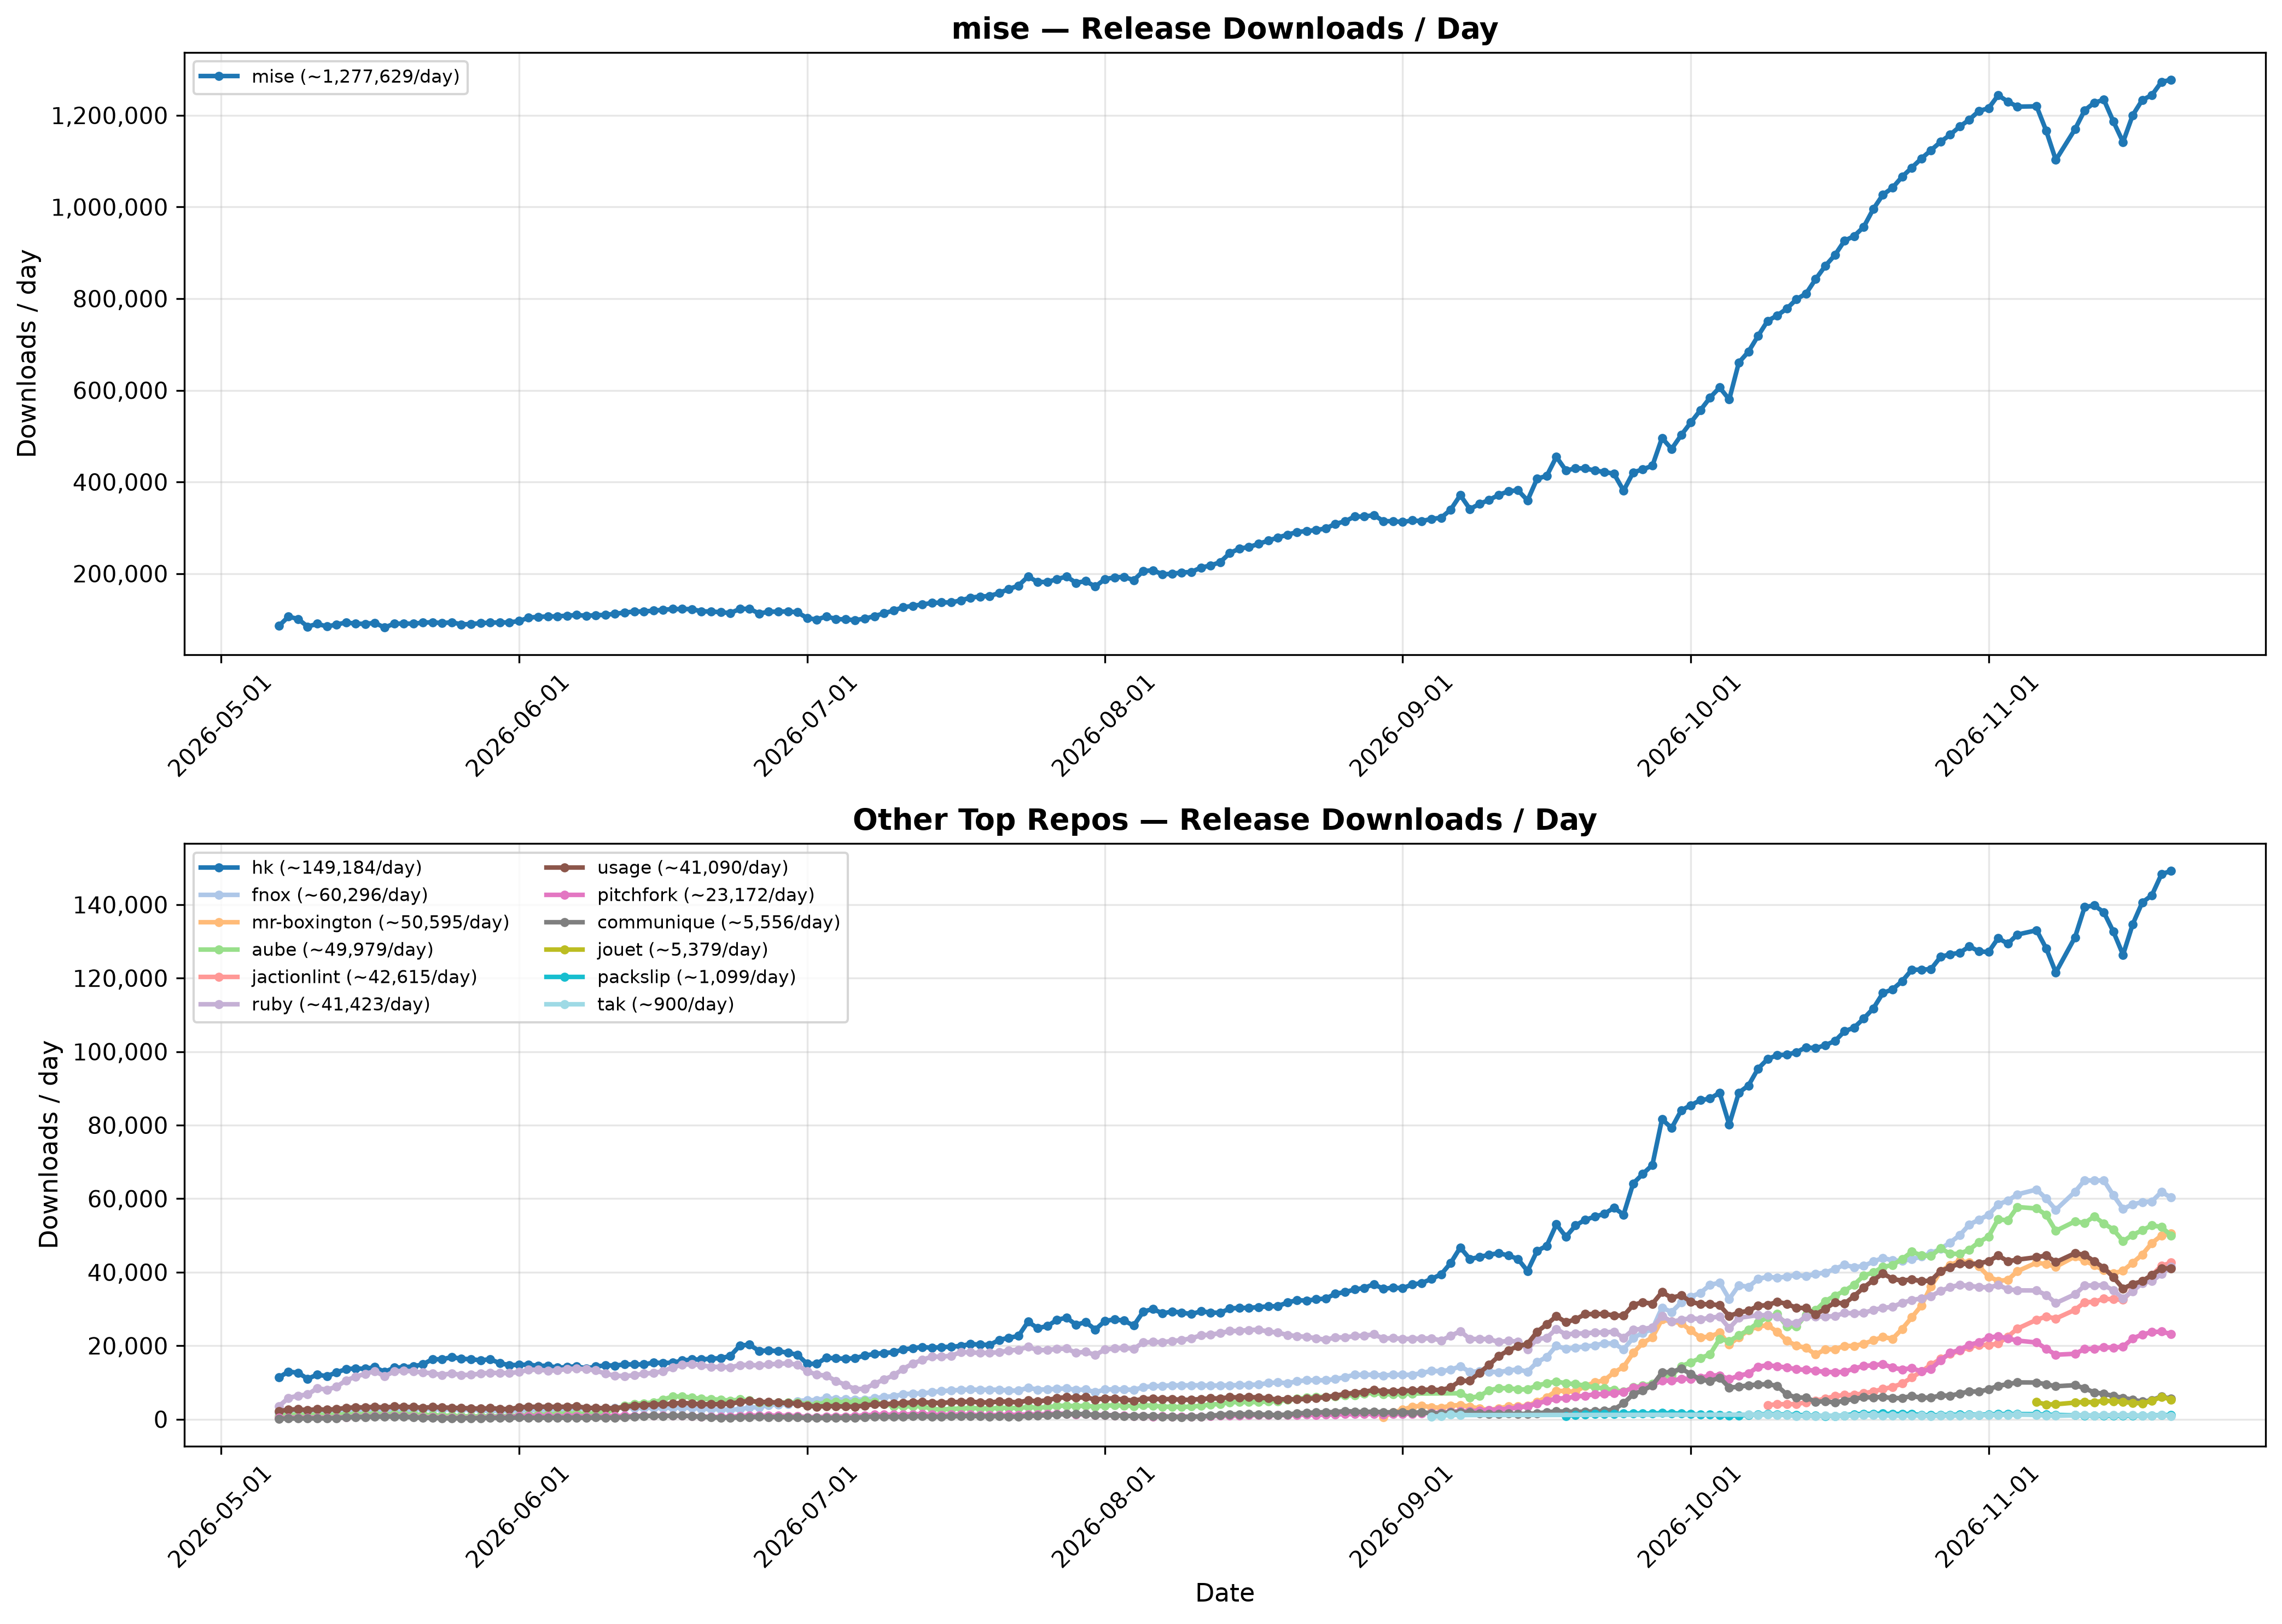 mise — Release Downloads / Day
mise (~1,277,629/day)
Downloads / day
1,200,000
1,000,000
800,000
600,000
400,000
200,000
2026-05-01
2026-06-01
2026-07-01
2026-08-01
2026-09-01
2026-10-01
2026-11-01
Other Top Repos — Release Downloads / Day
hk (~149,184/day)
fnox (~60,296/day)
mr-boxington (~50,595/day)
aube (~49,979/day)
jactionlint (~42,615/day)
ruby (~41,423/day)
usage (~41,090/day)
pitchfork (~23,172/day)
communique (~5,556/day)
jouet (~5,379/day)
packslip (~1,099/day)
tak (~900/day)
Downloads / day
140,000
120,000
100,000
80,000
60,000
40,000
20,000
0
2026-05-01
2026-06-01
2026-07-01
2026-08-01
2026-09-01
2026-10-01
2026-11-01
Date